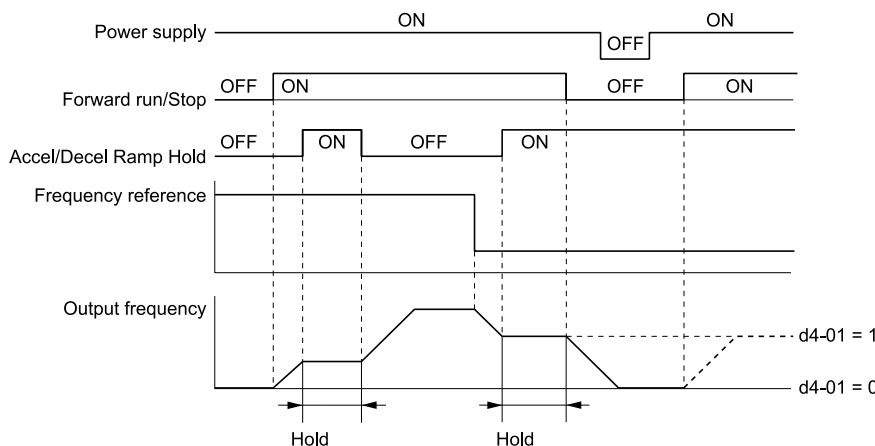 ON
ON
Power supply
OFF
OFF
ON
OFF
ON
Forward run/Stop
OFF
ON
OFF
ON
Accel/Decel Ramp Hold
Frequency reference
Output frequency
d4-01 = 1
d4-01 = 0
Hold
Hold